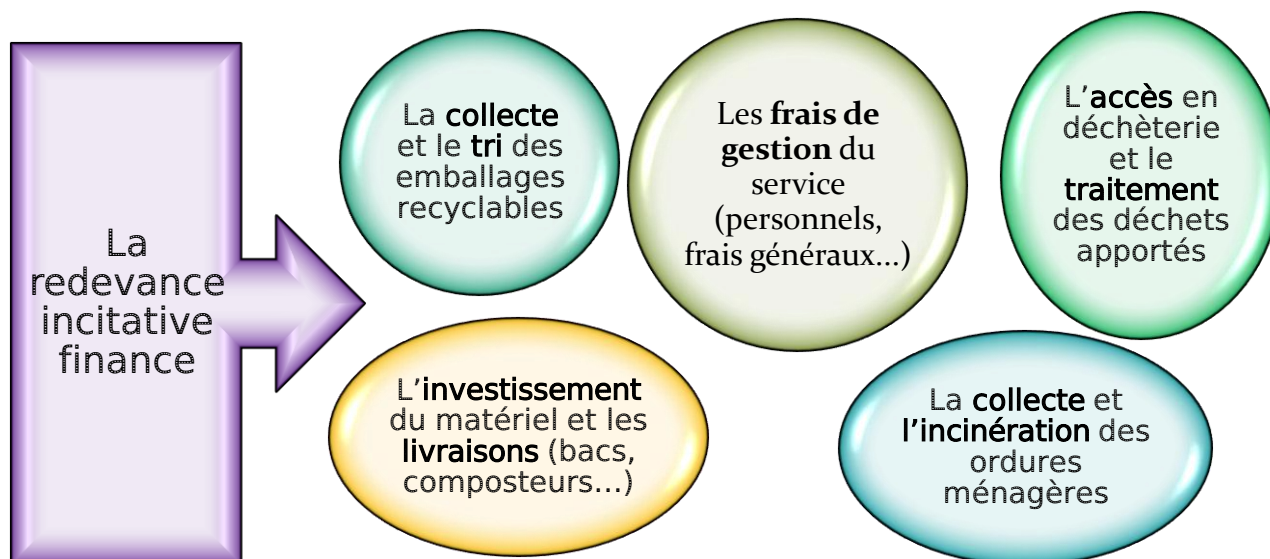 La
redevance
incitative
finance
La collecte
et le tri des
emballages
recyclables
Les frais de
gestion du
service
(personnels,
frais généraux...)
L’accès en
déchèterie
et le
traitement
des déchets
apportés
L’investissement
du matériel et les
livraisons (bacs,
composteurs...)
La collecte et
l’incinération des
ordures
ménagères